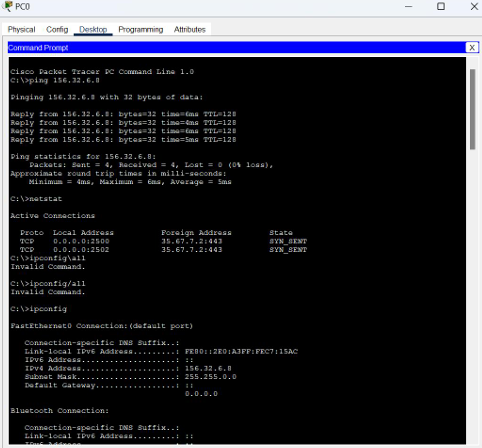 PC0
Physical Config Desktop Programming Attributes
Command Prompt X
Cisco Packet Tracer PC Command Line 1.0
C:\>ping 156.32.6.8
Pinging 156.32.6.8 with 32 bytes of data:
Reply from 156.32.6.8: bytes=32 time=6ms TTL=128
Reply from 156.32.6.8: bytes=32 time=4ms TTL=128
Reply from 156.32.6.8: bytes=32 time=6ms TTL=128
Reply from 156.32.6.8: bytes=32 time=5ms TTL=128
Ping statistics for 156.32.6.8:
Packets: Sent = 4, Received = 4, Lost = 0 (0% loss),
Approximate round trip times in milli-seconds:
Minimum = 4ms, Maximum = 6ms, Average = 5ms
C:\>netstat
Active Connections
Proto Local Address Foreign Address State
TCP 0.0.0.0:2500 35.67.7.2:443 SYN_SENT
TCP 0.0.0.0:2502 35.67.7.2:443 SYN_SENT
C:\>ipconfig\all
Invalid Command.
C:\>ipconfig/all
Invalid Command.
C:\>ipconfig
FastEthernet0 Connection:(default port)
Connection-specific DNS Suffix..:
Link-local IPv6 Address.........: FE80::2E0:A3FF:FEC7:15AC
IPv6 Address....................: ::
IPv4 Address....................: 156.32.6.8
Subnet Mask.....................: 255.255.0.0
Default Gateway.................: ::
0.0.0.0
Bluetooth Connection:
Connection-specific DNS Suffix..:
Link-local IPv6 Address.........: ::
IPv6 Address....................: ::